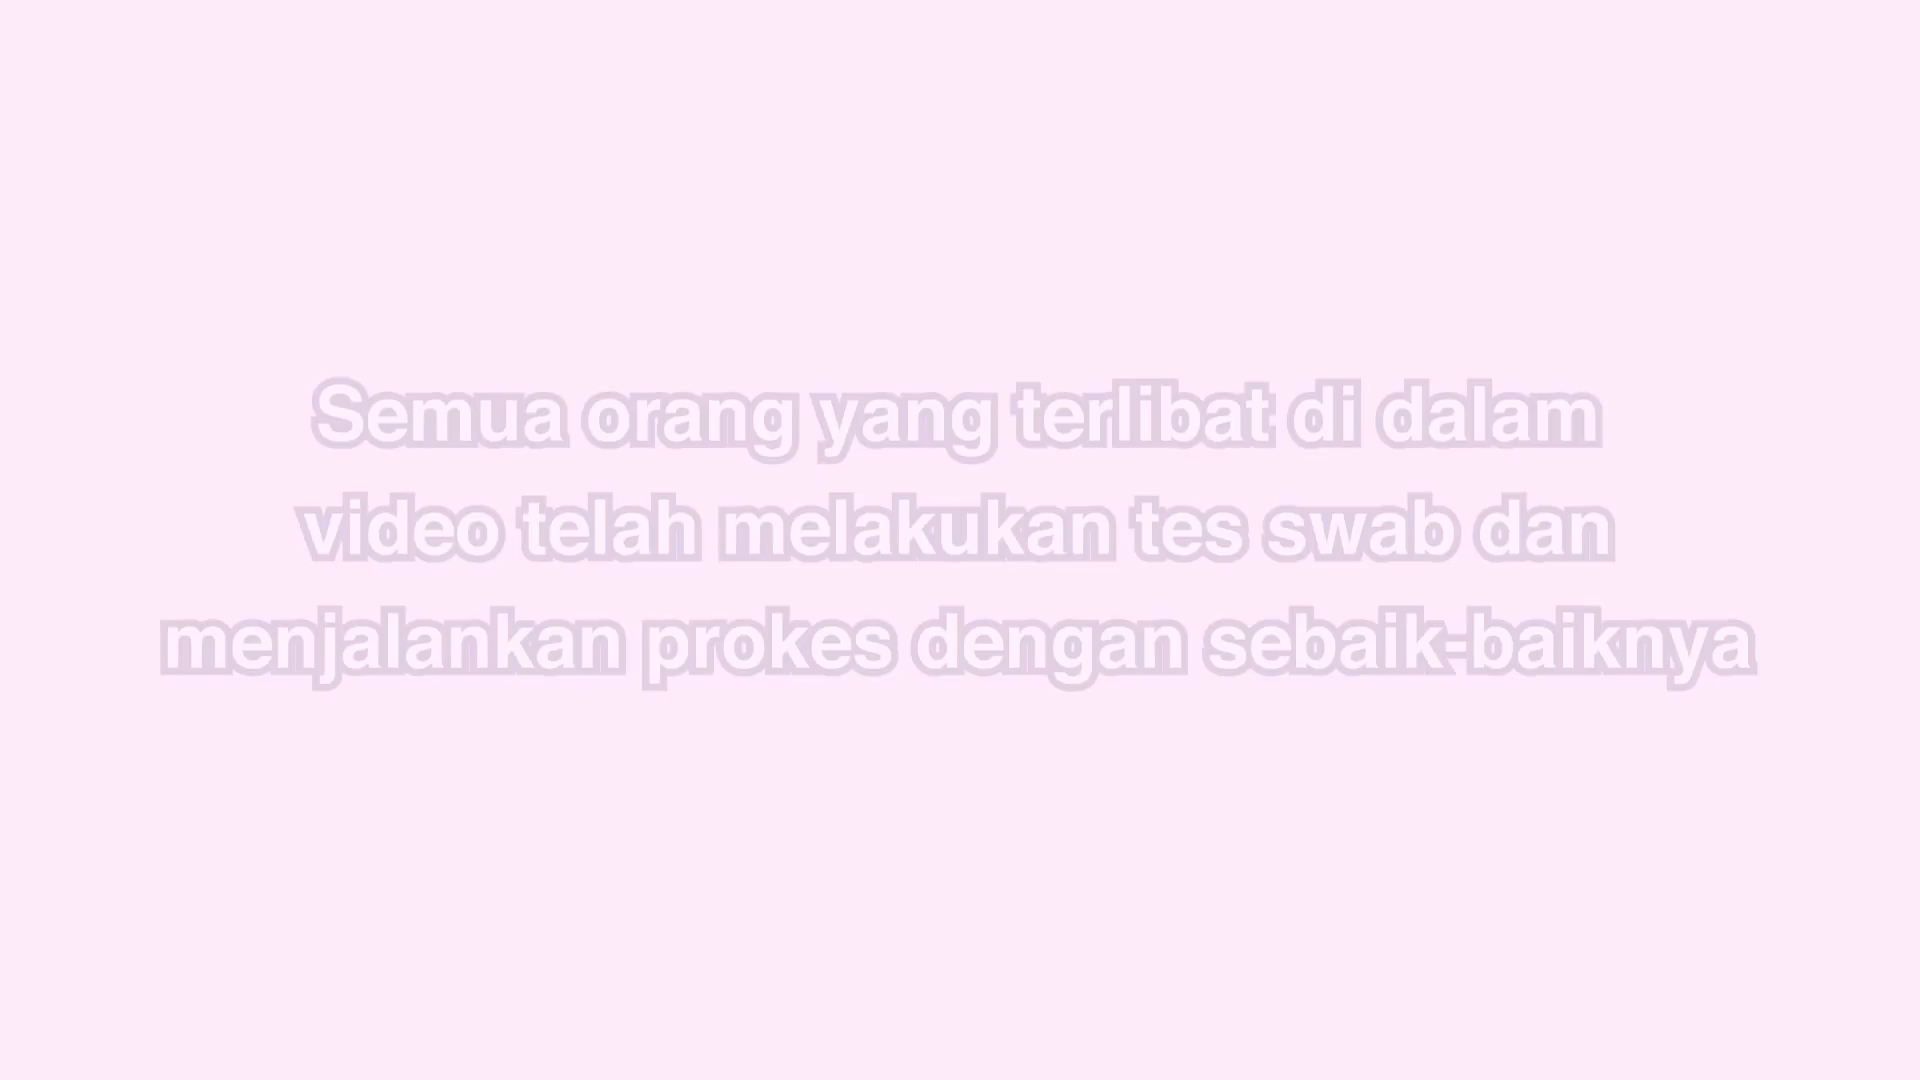 Semua orang yang terlibat di dalam
video telah melakukan tes swab dan
menjalankan prokes dengan sebaik-baiknya